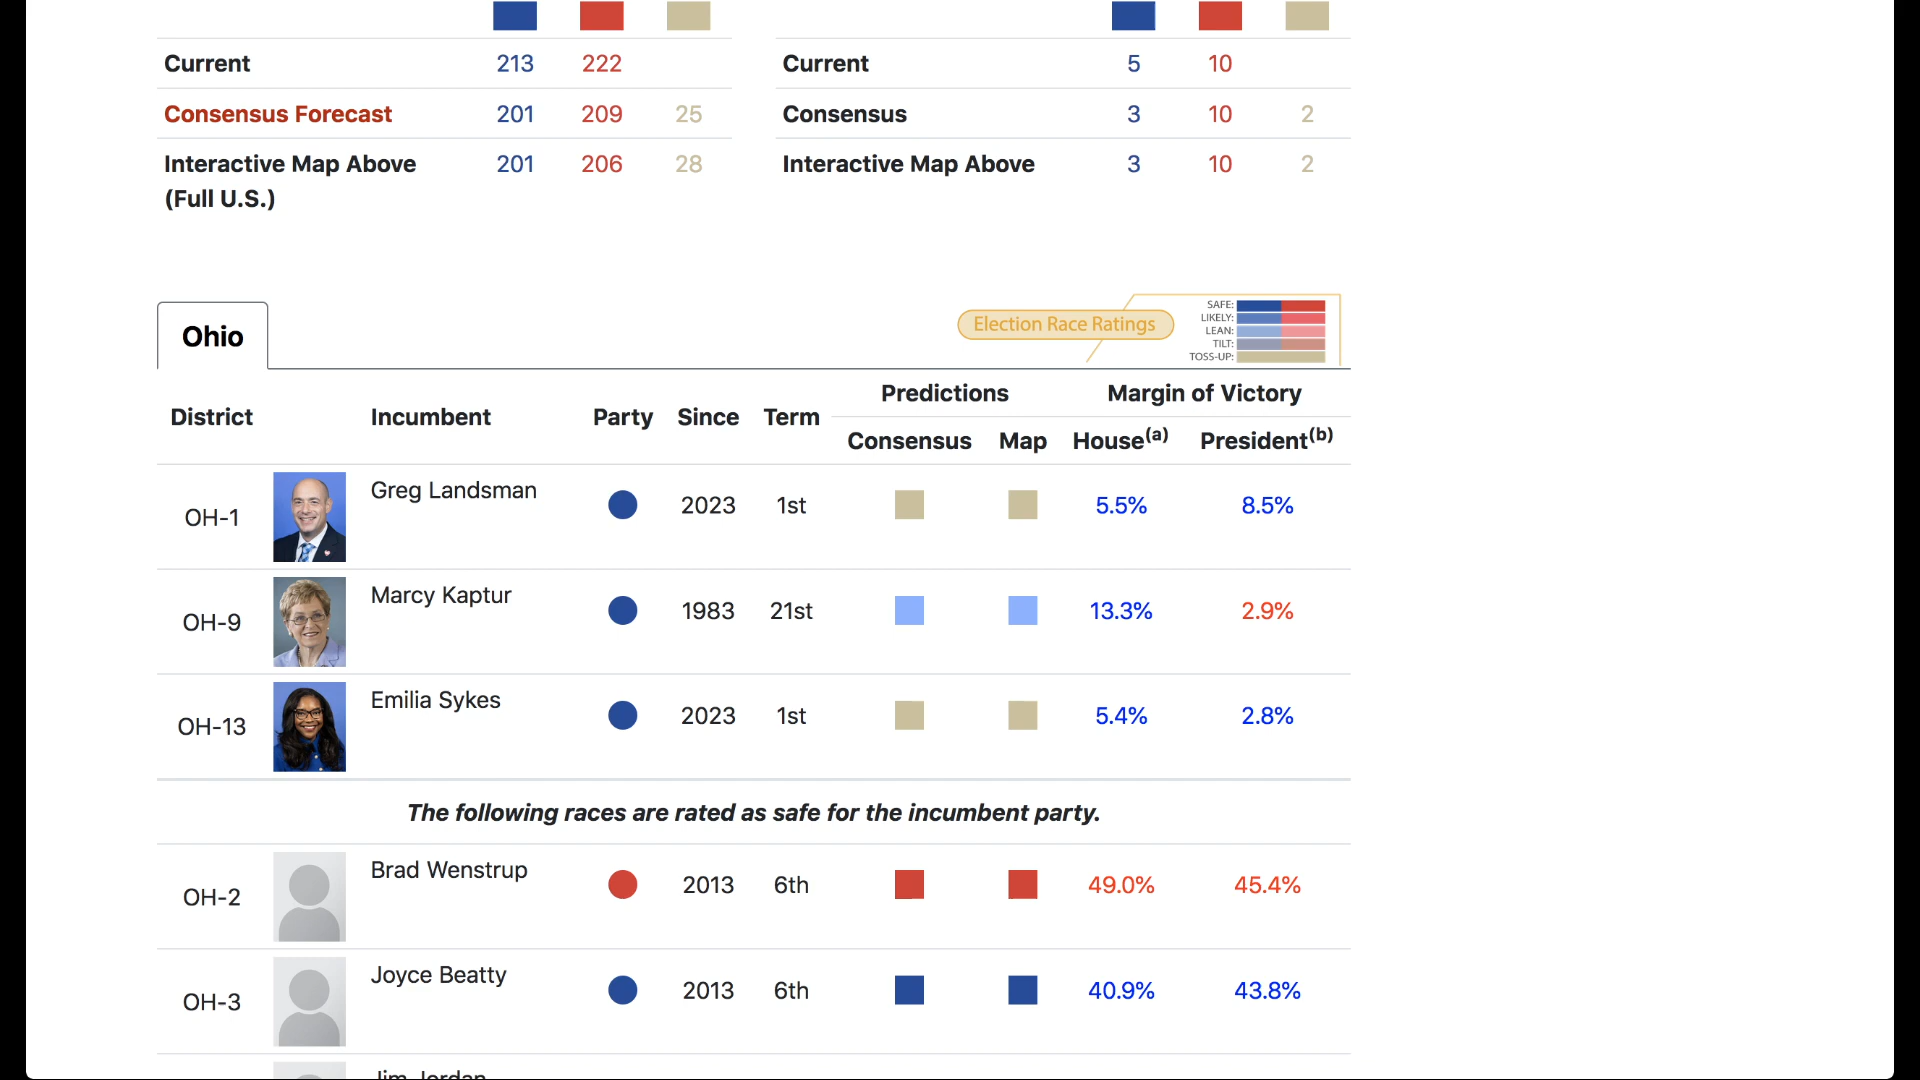 Current 213 222
Consensus Forecast 201 209 25
Interactive Map Above 201 206 28
(Full U.S.)
Current 5 10
Consensus 3 10 2
Interactive Map Above 3 10 2
Ohio
Election Race Ratings
SAFE:
LIKELY:
LEAN:
TILT:
TOSS-UP:
District Incumbent Party Since Term Predictions Margin of Victory
Consensus Map House(a) President(b)
OH-1 Greg Landsman 2023 1st 5.5% 8.5%
OH-9 Marcy Kaptur 1983 21st 13.3% 2.9%
OH-13 Emilia Sykes 2023 1st 5.4% 2.8%
The following races are rated as safe for the incumbent party.
OH-2 Brad Wenstrup 2013 6th 49.0% 45.4%
OH-3 Joyce Beatty 2013 6th 40.9% 43.8%
Jim Jordan